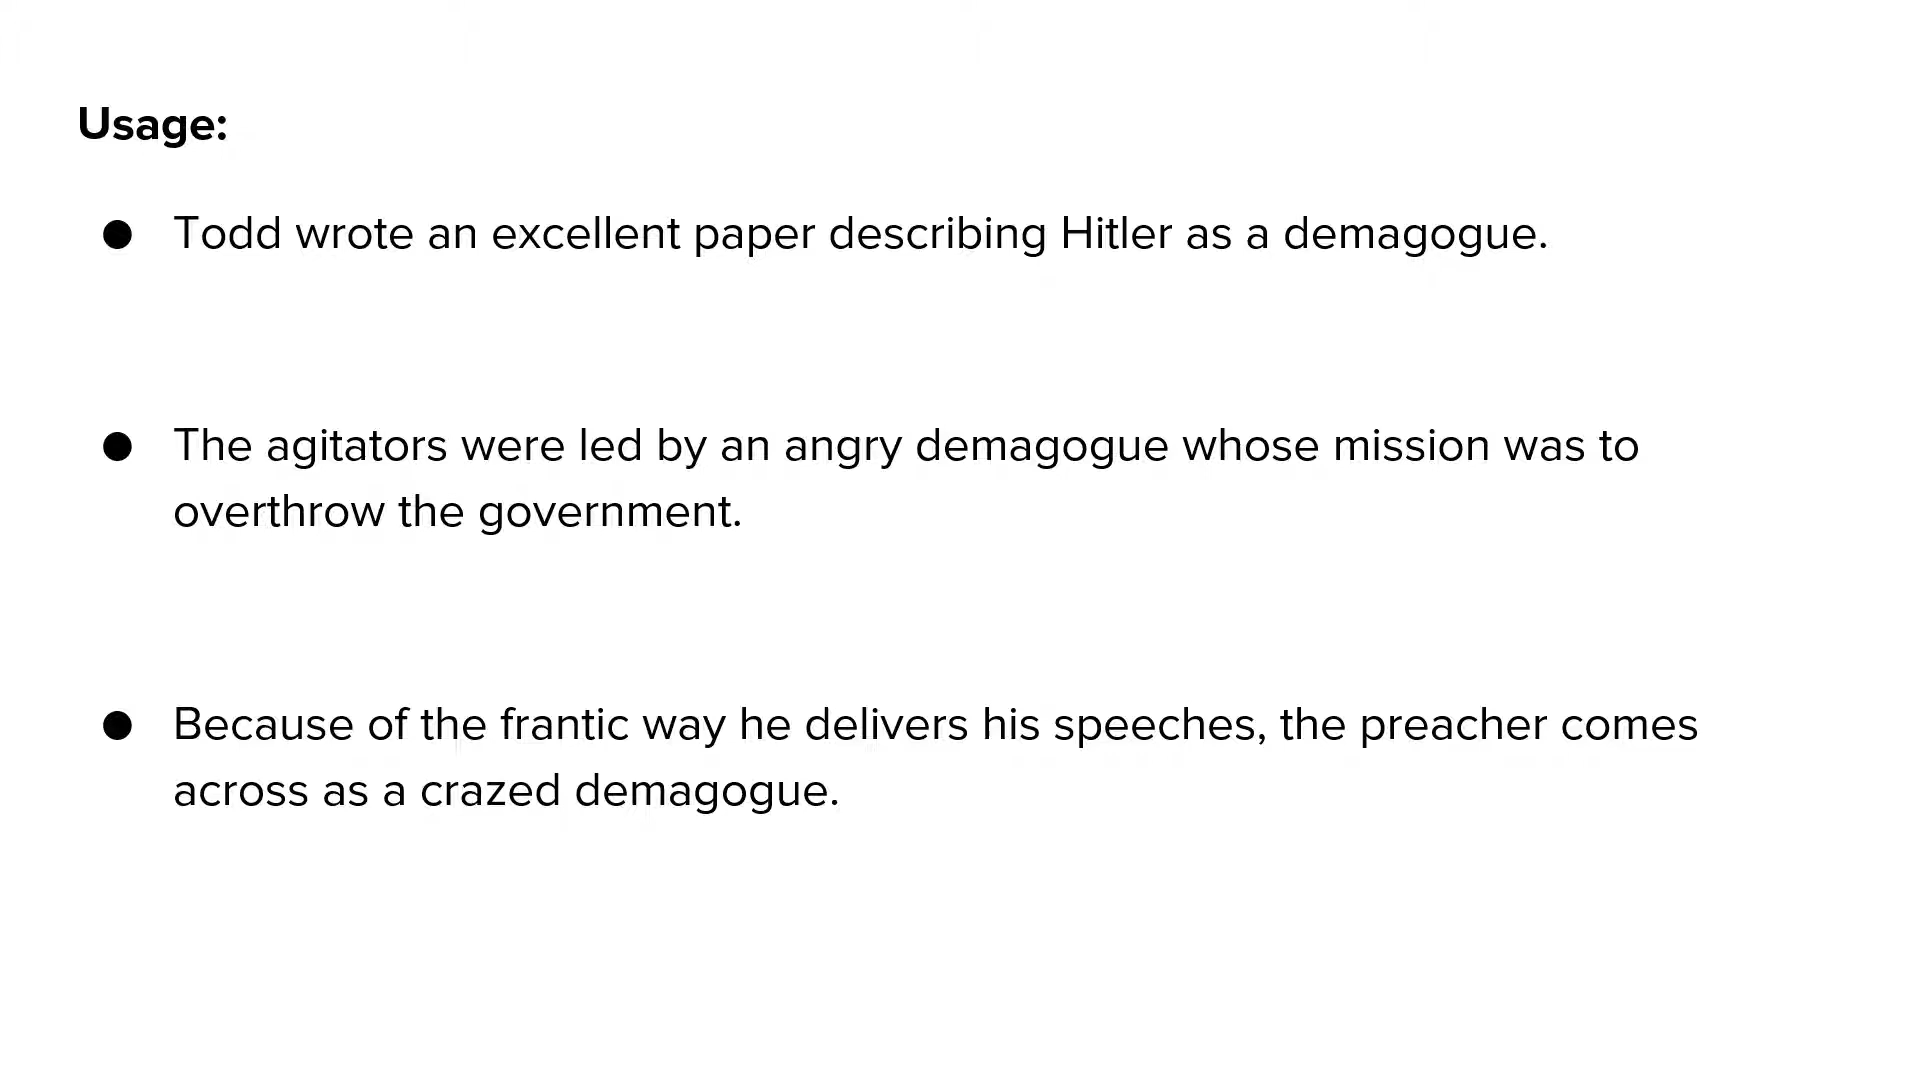 Usage:
● Todd wrote an excellent paper describing Hitler as a demagogue.
● The agitators were led by an angry demagogue whose mission was to
overthrow the government.
● Because of the frantic way he delivers his speeches, the preacher comes
across as a crazed demagogue.